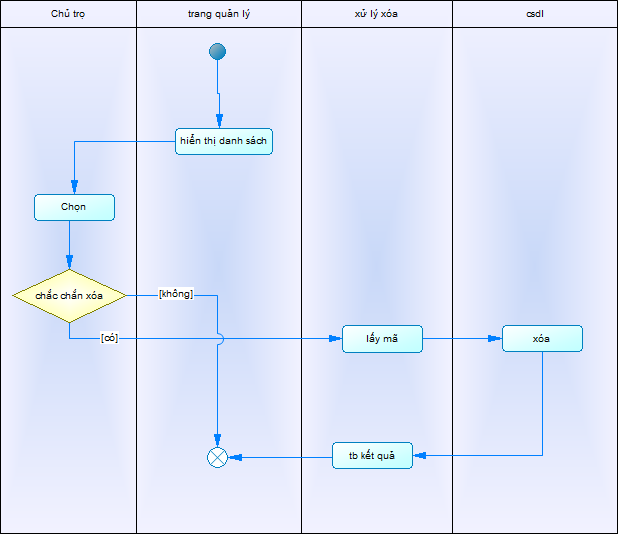 Chủ trọ
trang quản lý
xử lý xóa
csdl
hiển thị danh sách
Chọn
chắc chắn xóa
[không]
[có]
lấy mã
xóa
tb kết quả